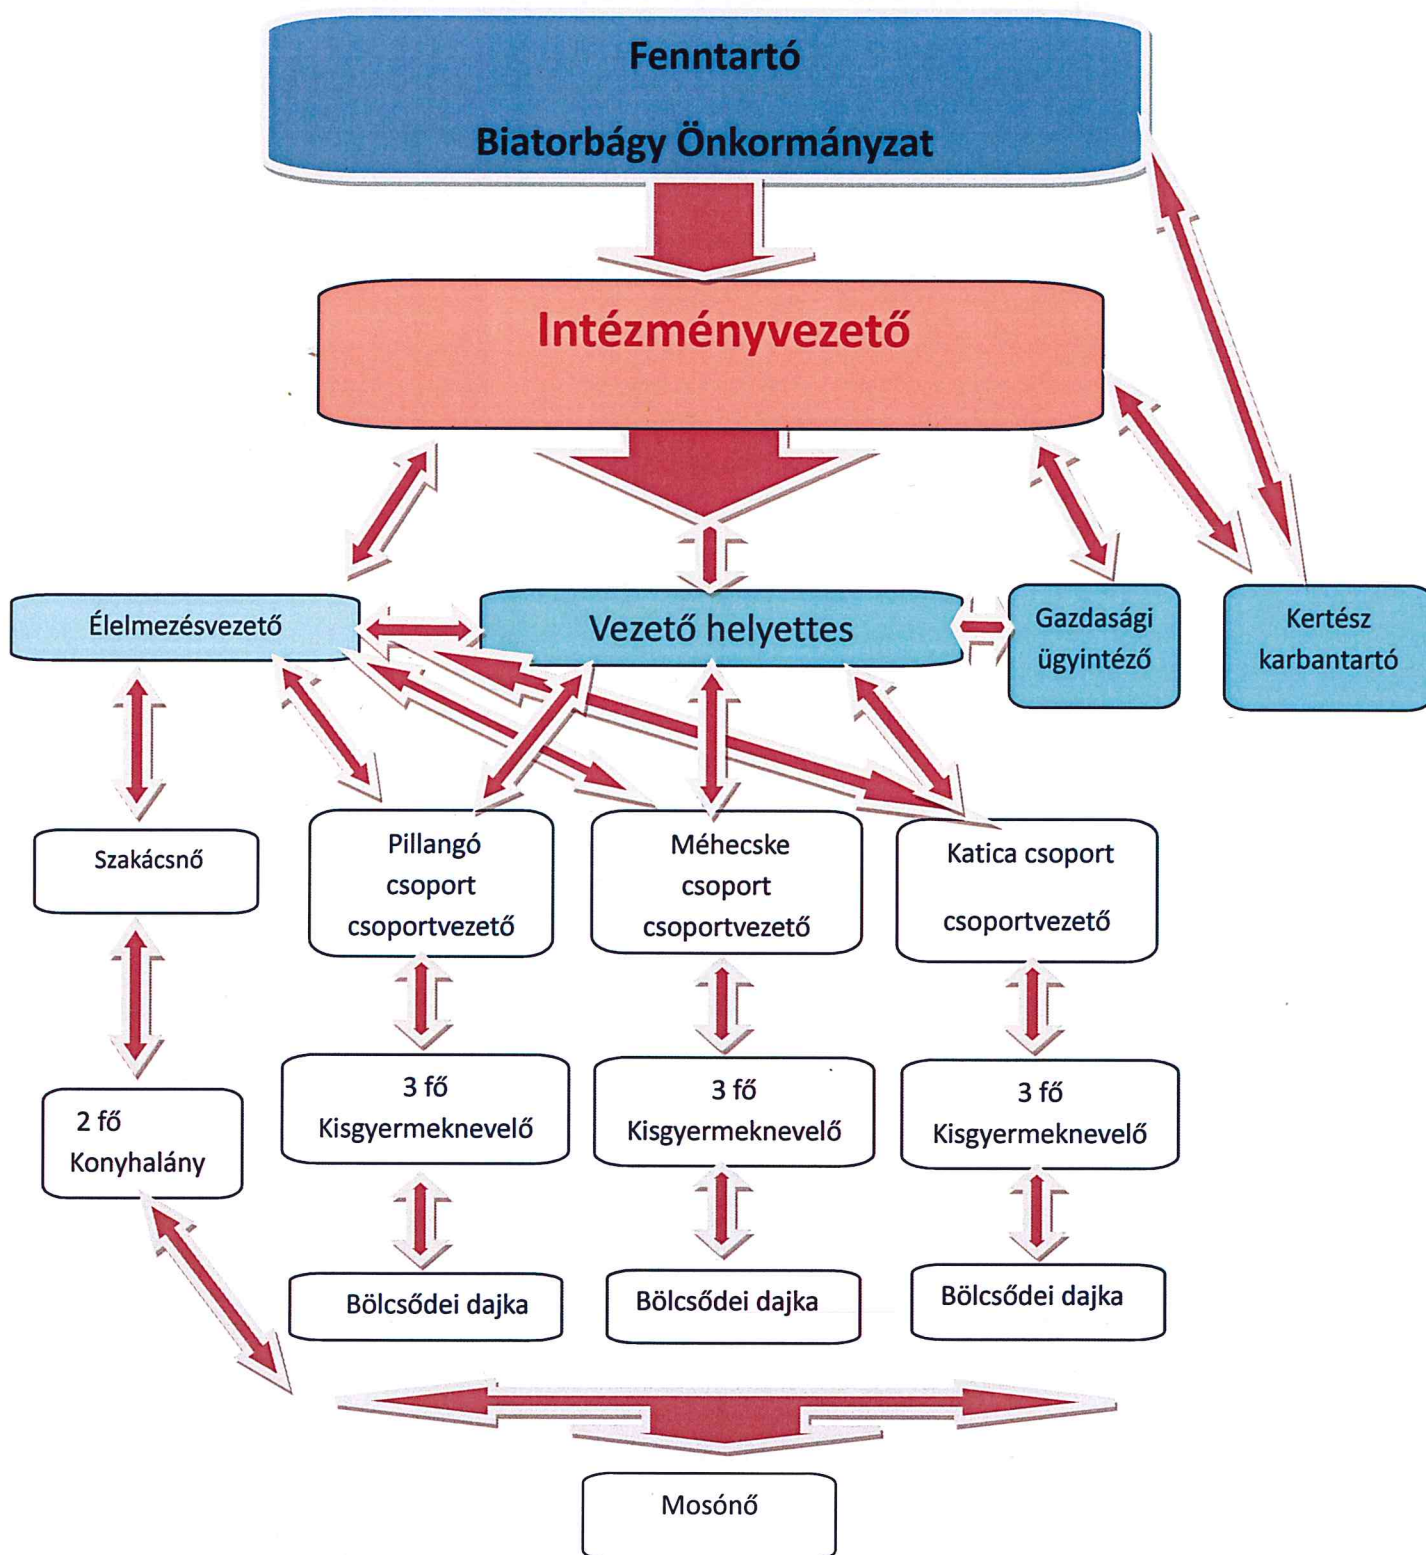 Fenntartó
Biatorbágy Önkormányzat
Intézményvezető
Élelmezésvezető
Vezető helyettes
Gazdasági
ügyintéző
Kertész
karbantartó
Szakácsnő
Pillangó
csoport
csoportvezető
Méhecske
csoport
csoportvezető
Katica csoport
csoportvezető
2 fő
Konyhalány
3 fő
Kisgyermeknevelő
3 fő
Kisgyermeknevelő
3 fő
Kisgyermeknevelő
Bölcsődei dajka
Bölcsődei dajka
Bölcsődei dajka
Mosónő